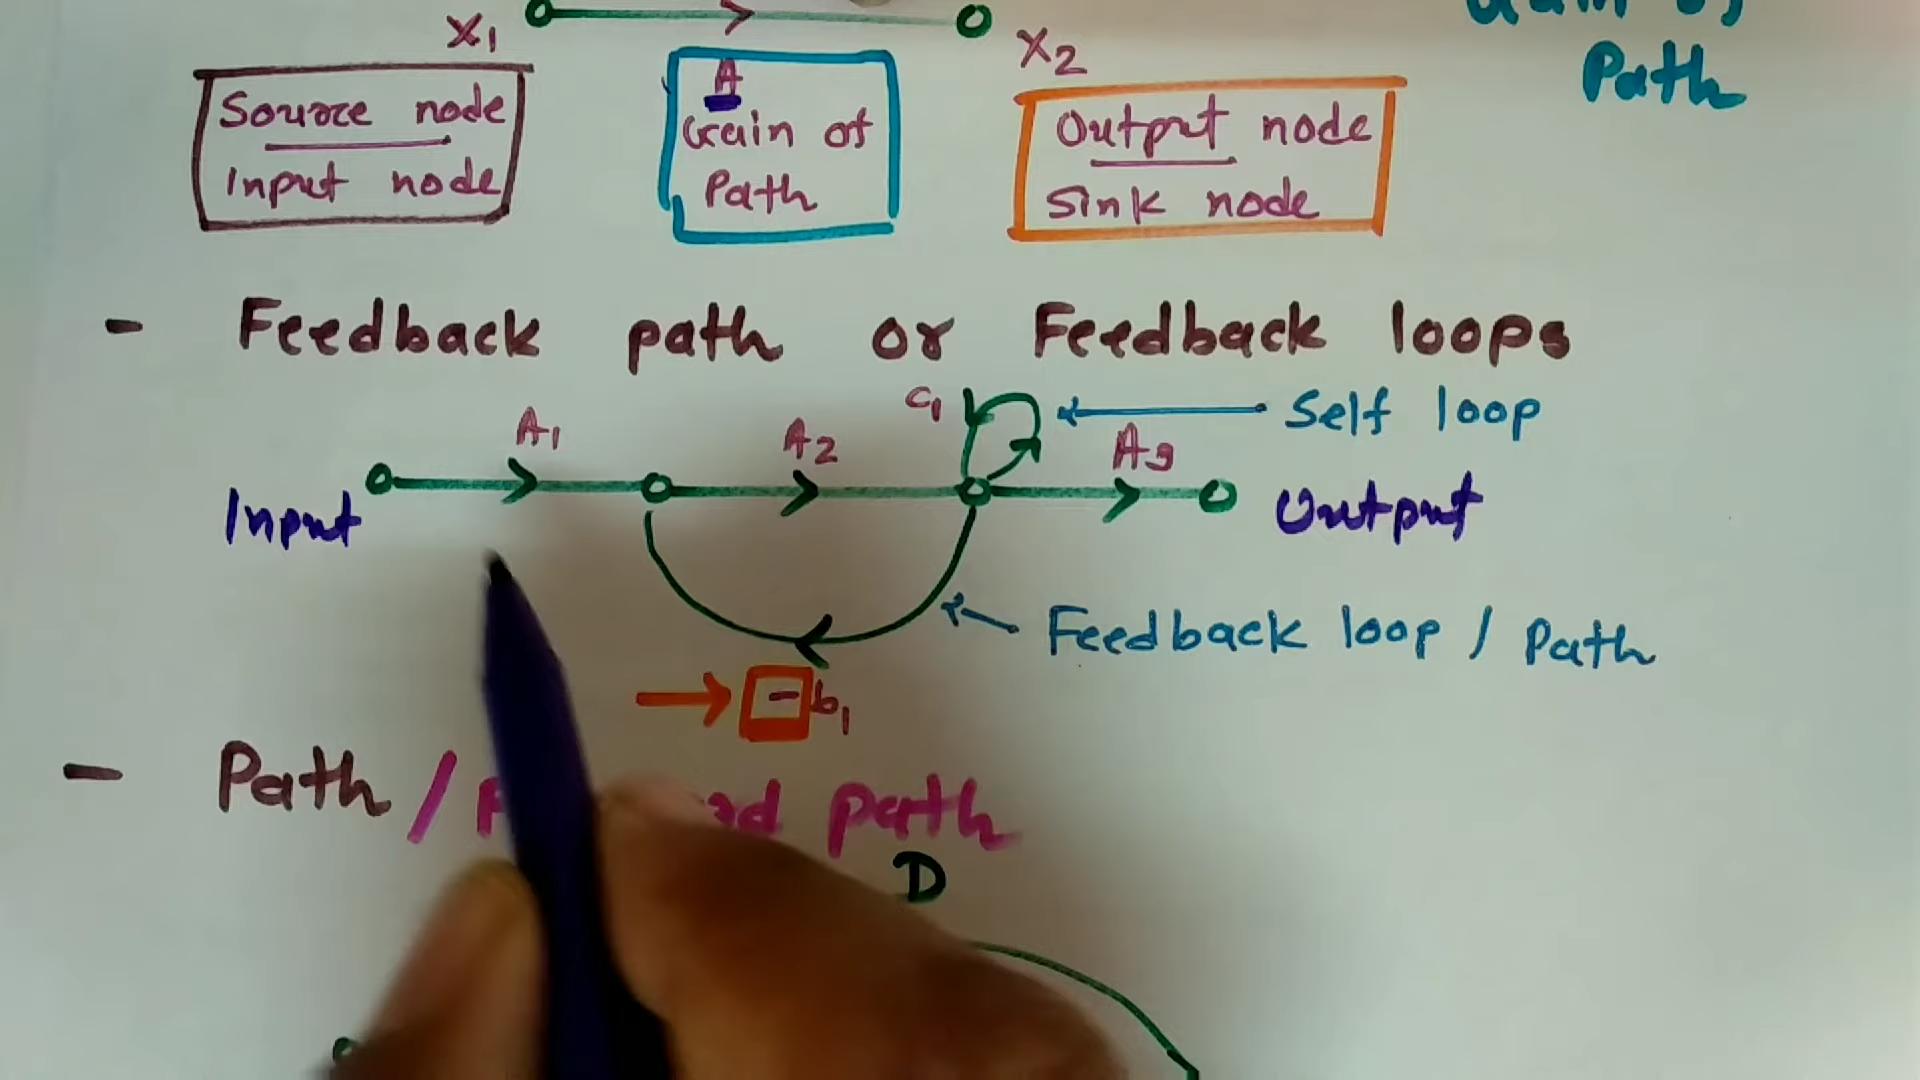 Path
X1
X2
A
Source node
Input node
Gain of
Path
Output node
Sink node
- Feedback path or Feedback loops
C1
Self loop
A1
A2
A3
Input
Output
Feedback loop / Path
-b1
- Path / path
D